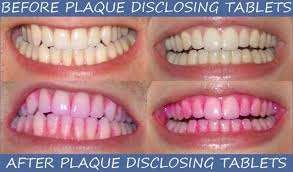 BEFORE PLAQUE DISCLOSING TABLETS
AFTER PLAQUE DISCLOSING TABLETS